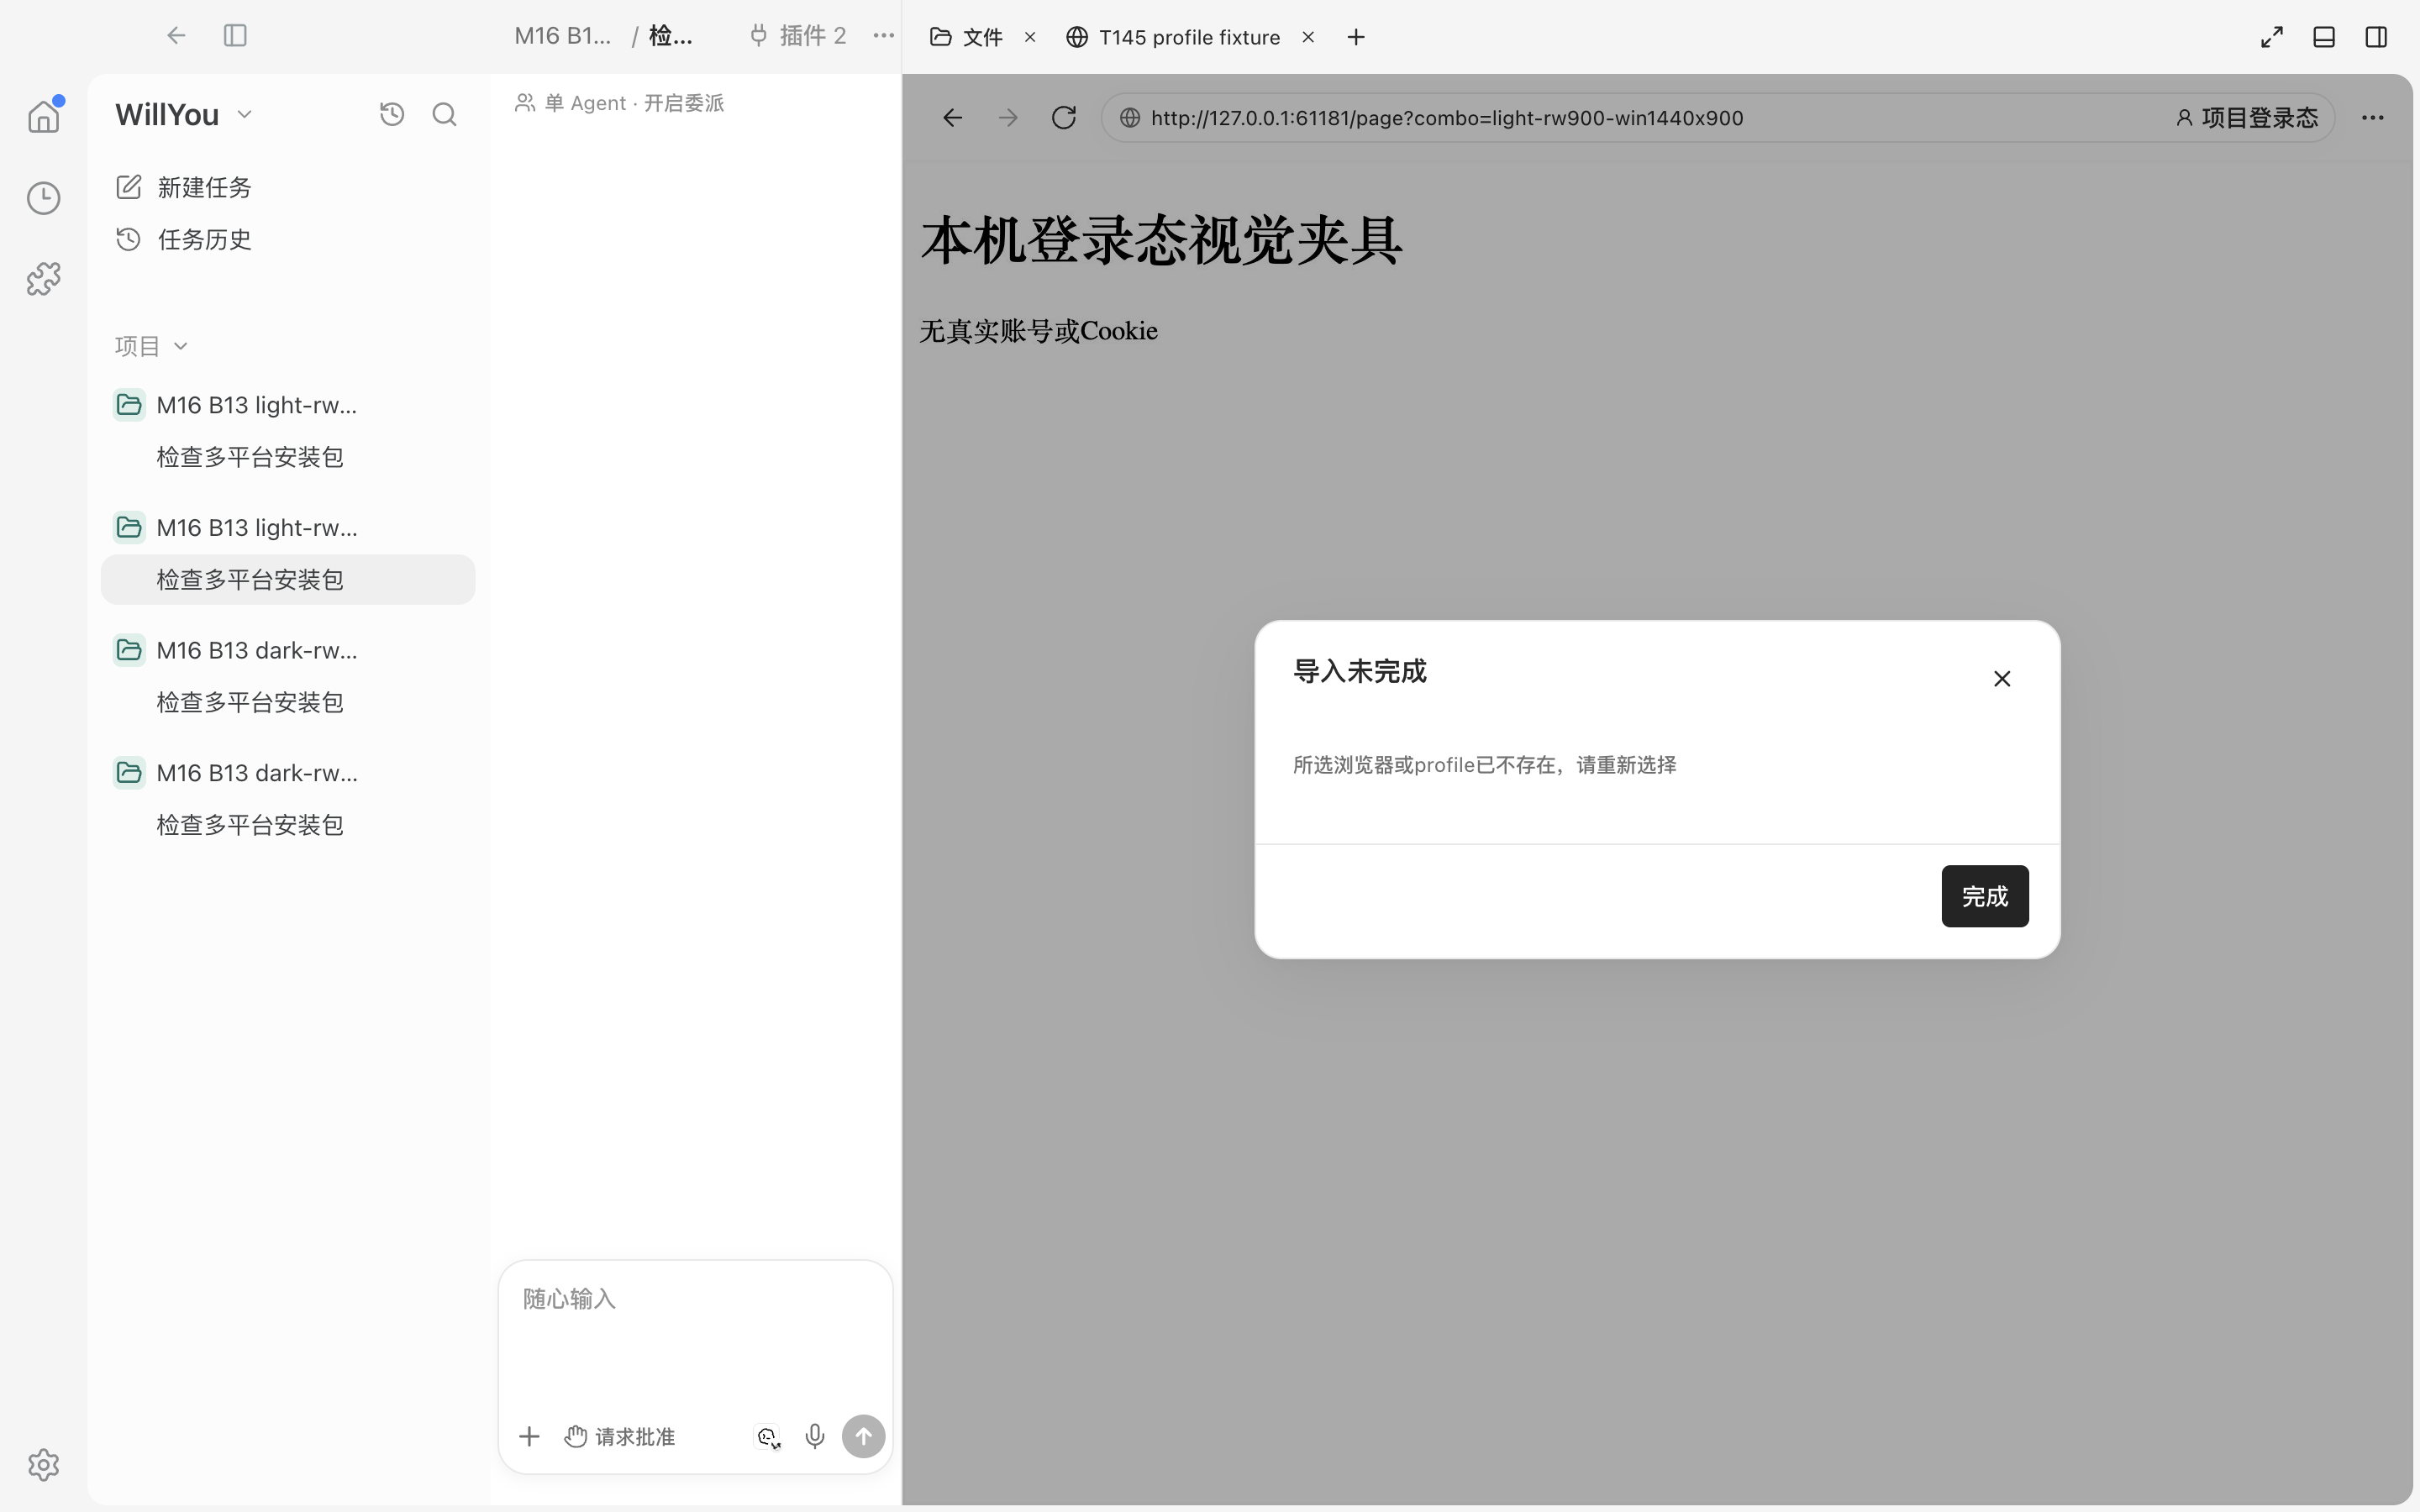 M16 B1... / 检...
插件 2
文件
T145 profile fixture
WillYou
单 Agent · 开启委派
http://127.0.0.1:61181/page?combo=light-rw900-win1440x900
项目登录态
新建任务
任务历史
本机登录态视觉夹具
无真实账号或Cookie
项目
M16 B13 light-rw...
检查多平台安装包
M16 B13 light-rw...
检查多平台安装包
M16 B13 dark-rw...
检查多平台安装包
M16 B13 dark-rw...
检查多平台安装包
导入未完成
所选浏览器或profile已不存在，请重新选择
完成
随心输入
请求批准